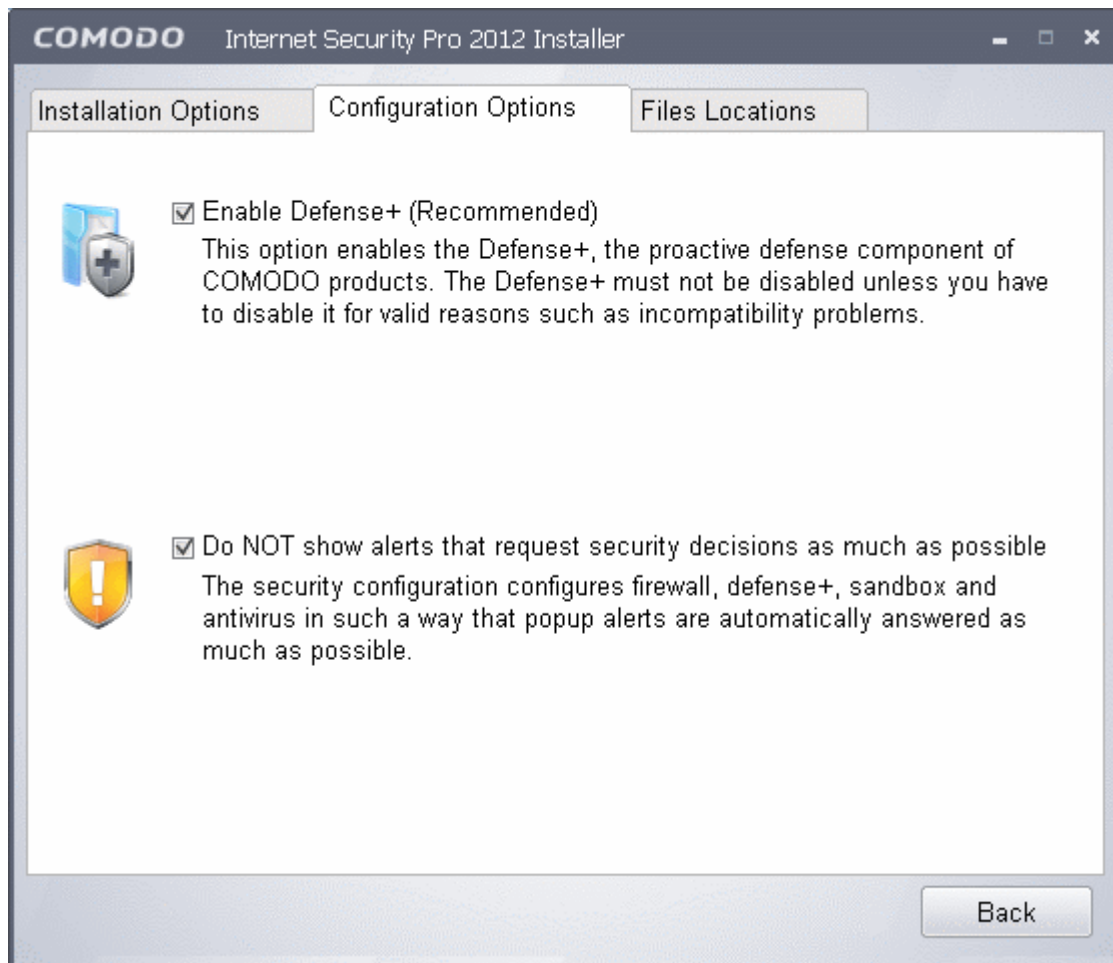 COMODO Internet Security Pro 2012 Installer
Installation Options
Configuration Options
Files Locations
Enable Defense+ (Recommended)
This option enables the Defense+, the proactive defense component of
COMODO products. The Defense+ must not be disabled unless you have
to disable it for valid reasons such as incompatibility problems.
Do NOT show alerts that request security decisions as much as possible
The security configuration configures firewall, defense+, sandbox and
antivirus in such a way that popup alerts are automatically answered as
much as possible.
Back